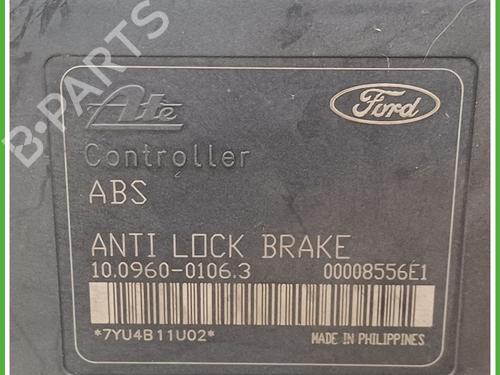 B-PARTS
Ate
Ford
Controller
ABS
ANTI LOCK BRAKE
10.0960-0106.3 00008556E1
*7YU4B11U02* MADE IN PHILIPPINES